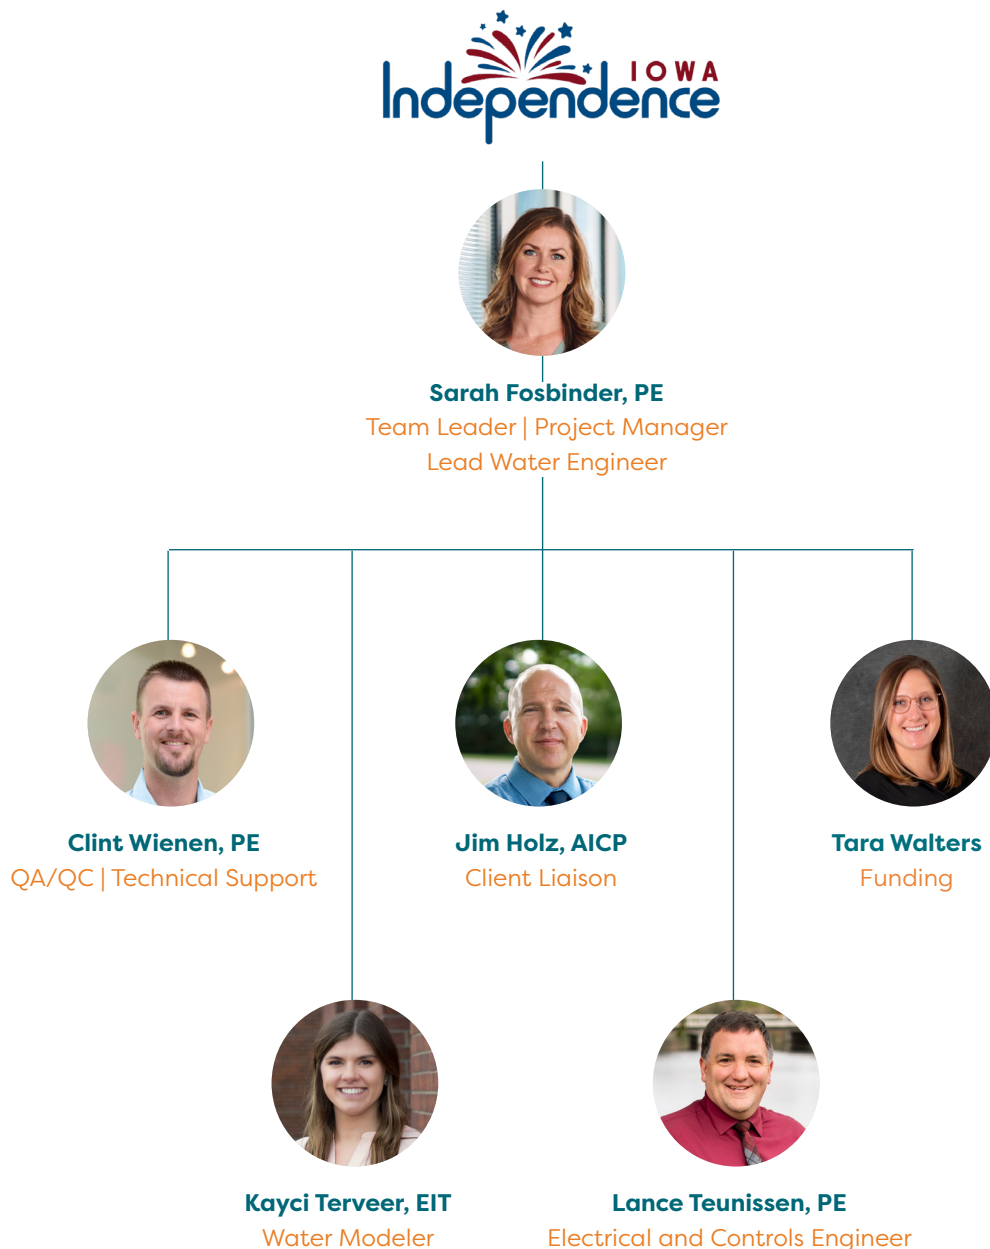 IOWA
Independence
Sarah Fosbinder, PE
Team Leader | Project Manager
Lead Water Engineer
Clint Wienen, PE
QA/QC | Technical Support
Jim Holz, AICP
Client Liaison
Tara Walters
Funding
Kayci Terveer, EIT
Water Modeler
Lance Teunissen, PE
Electrical and Controls Engineer